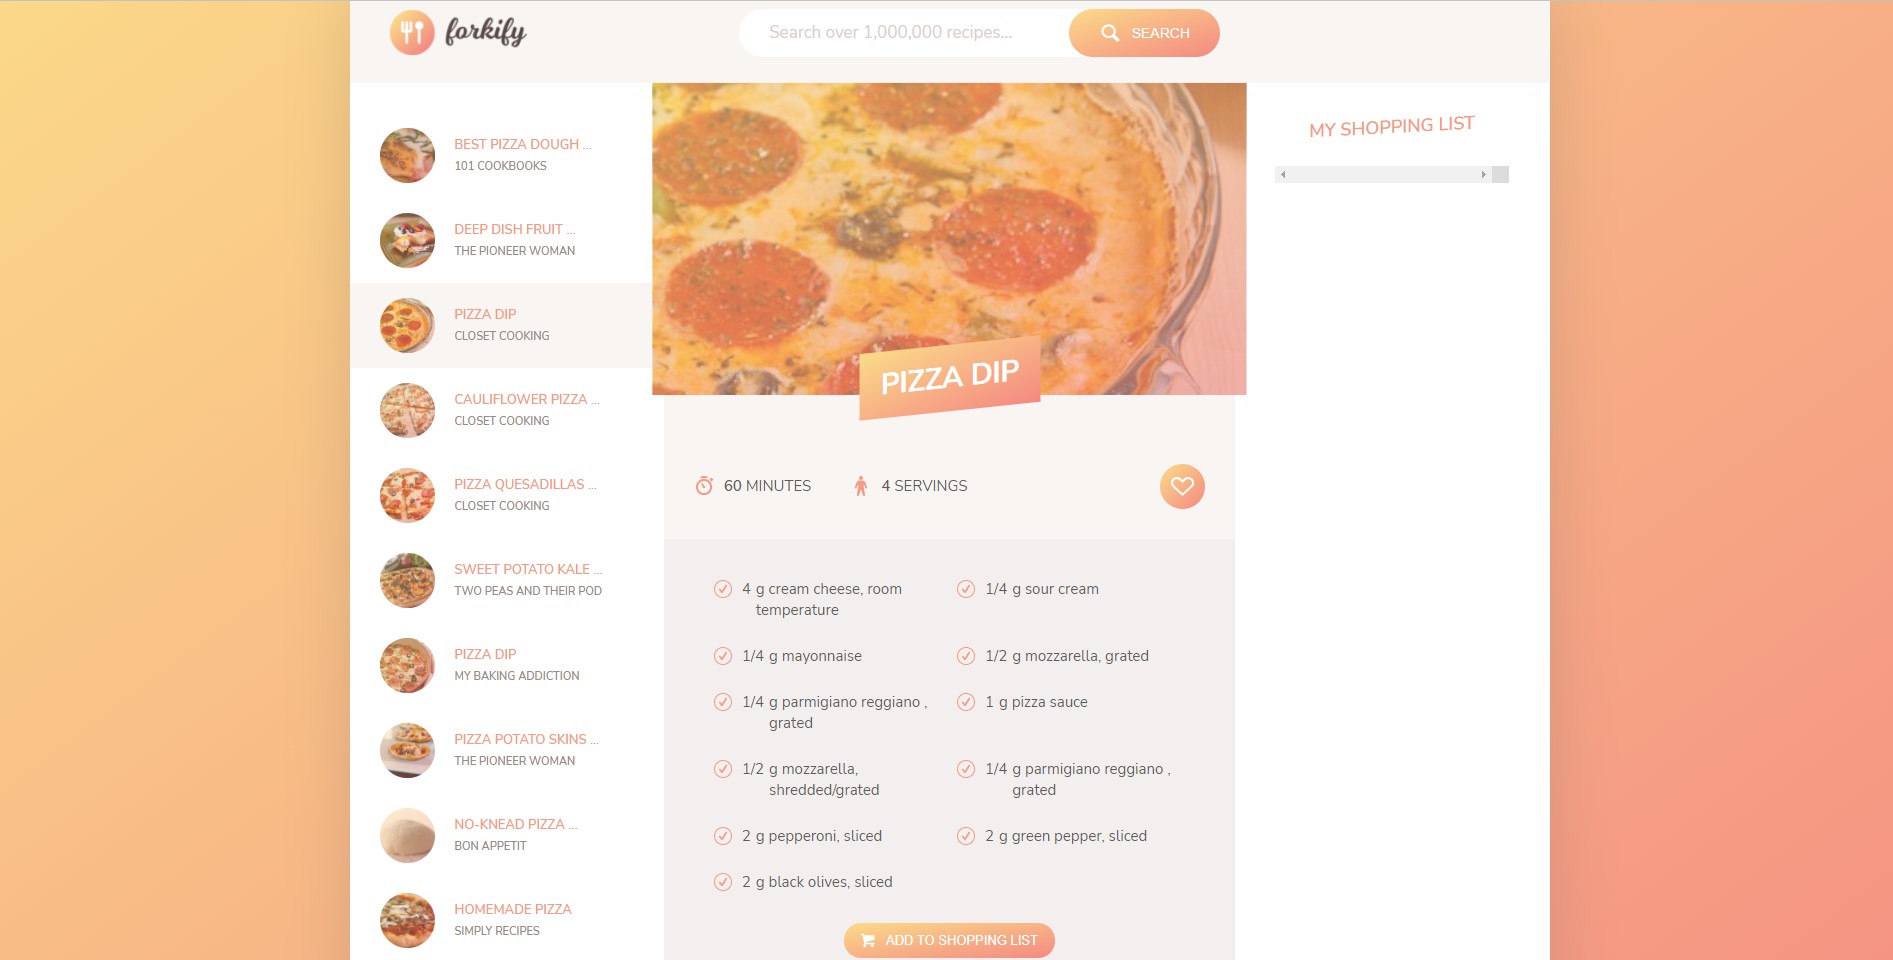 forkify
Search over 1,000,000 recipes...
SEARCH
BEST PIZZA DOUGH ...
101 COOKBOOKS
DEEP DISH FRUIT ...
THE PIONEER WOMAN
PIZZA DIP
CLOSET COOKING
CAULIFLOWER PIZZA ...
CLOSET COOKING
PIZZA QUESADILLAS ...
CLOSET COOKING
SWEET POTATO KALE ...
TWO PEAS AND THEIR POD
PIZZA DIP
MY BAKING ADDICTION
PIZZA POTATO SKINS ...
THE PIONEER WOMAN
NO-KNEAD PIZZA ...
BON APPETIT
HOMEMADE PIZZA
SIMPLY RECIPES
PIZZA DIP
60 MINUTES
4 SERVINGS
4 g cream cheese, room
temperature
1/4 g sour cream
1/4 g mayonnaise
1/2 g mozzarella, grated
1/4 g parmigiano reggiano ,
grated
1 g pizza sauce
1/2 g mozzarella,
shredded/grated
1/4 g parmigiano reggiano ,
grated
2 g pepperoni, sliced
2 g green pepper, sliced
2 g black olives, sliced
ADD TO SHOPPING LIST
MY SHOPPING LIST